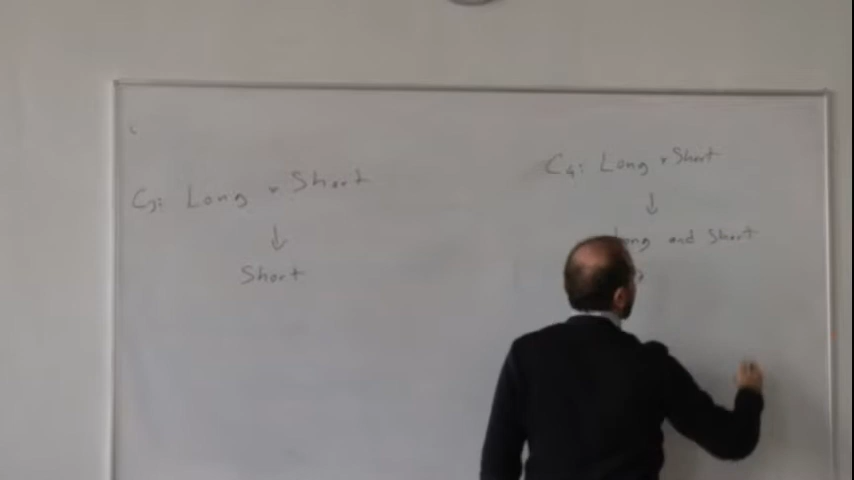 C3: Long × Short
↓
Short
C4: Long × Short
↓
Long and Short